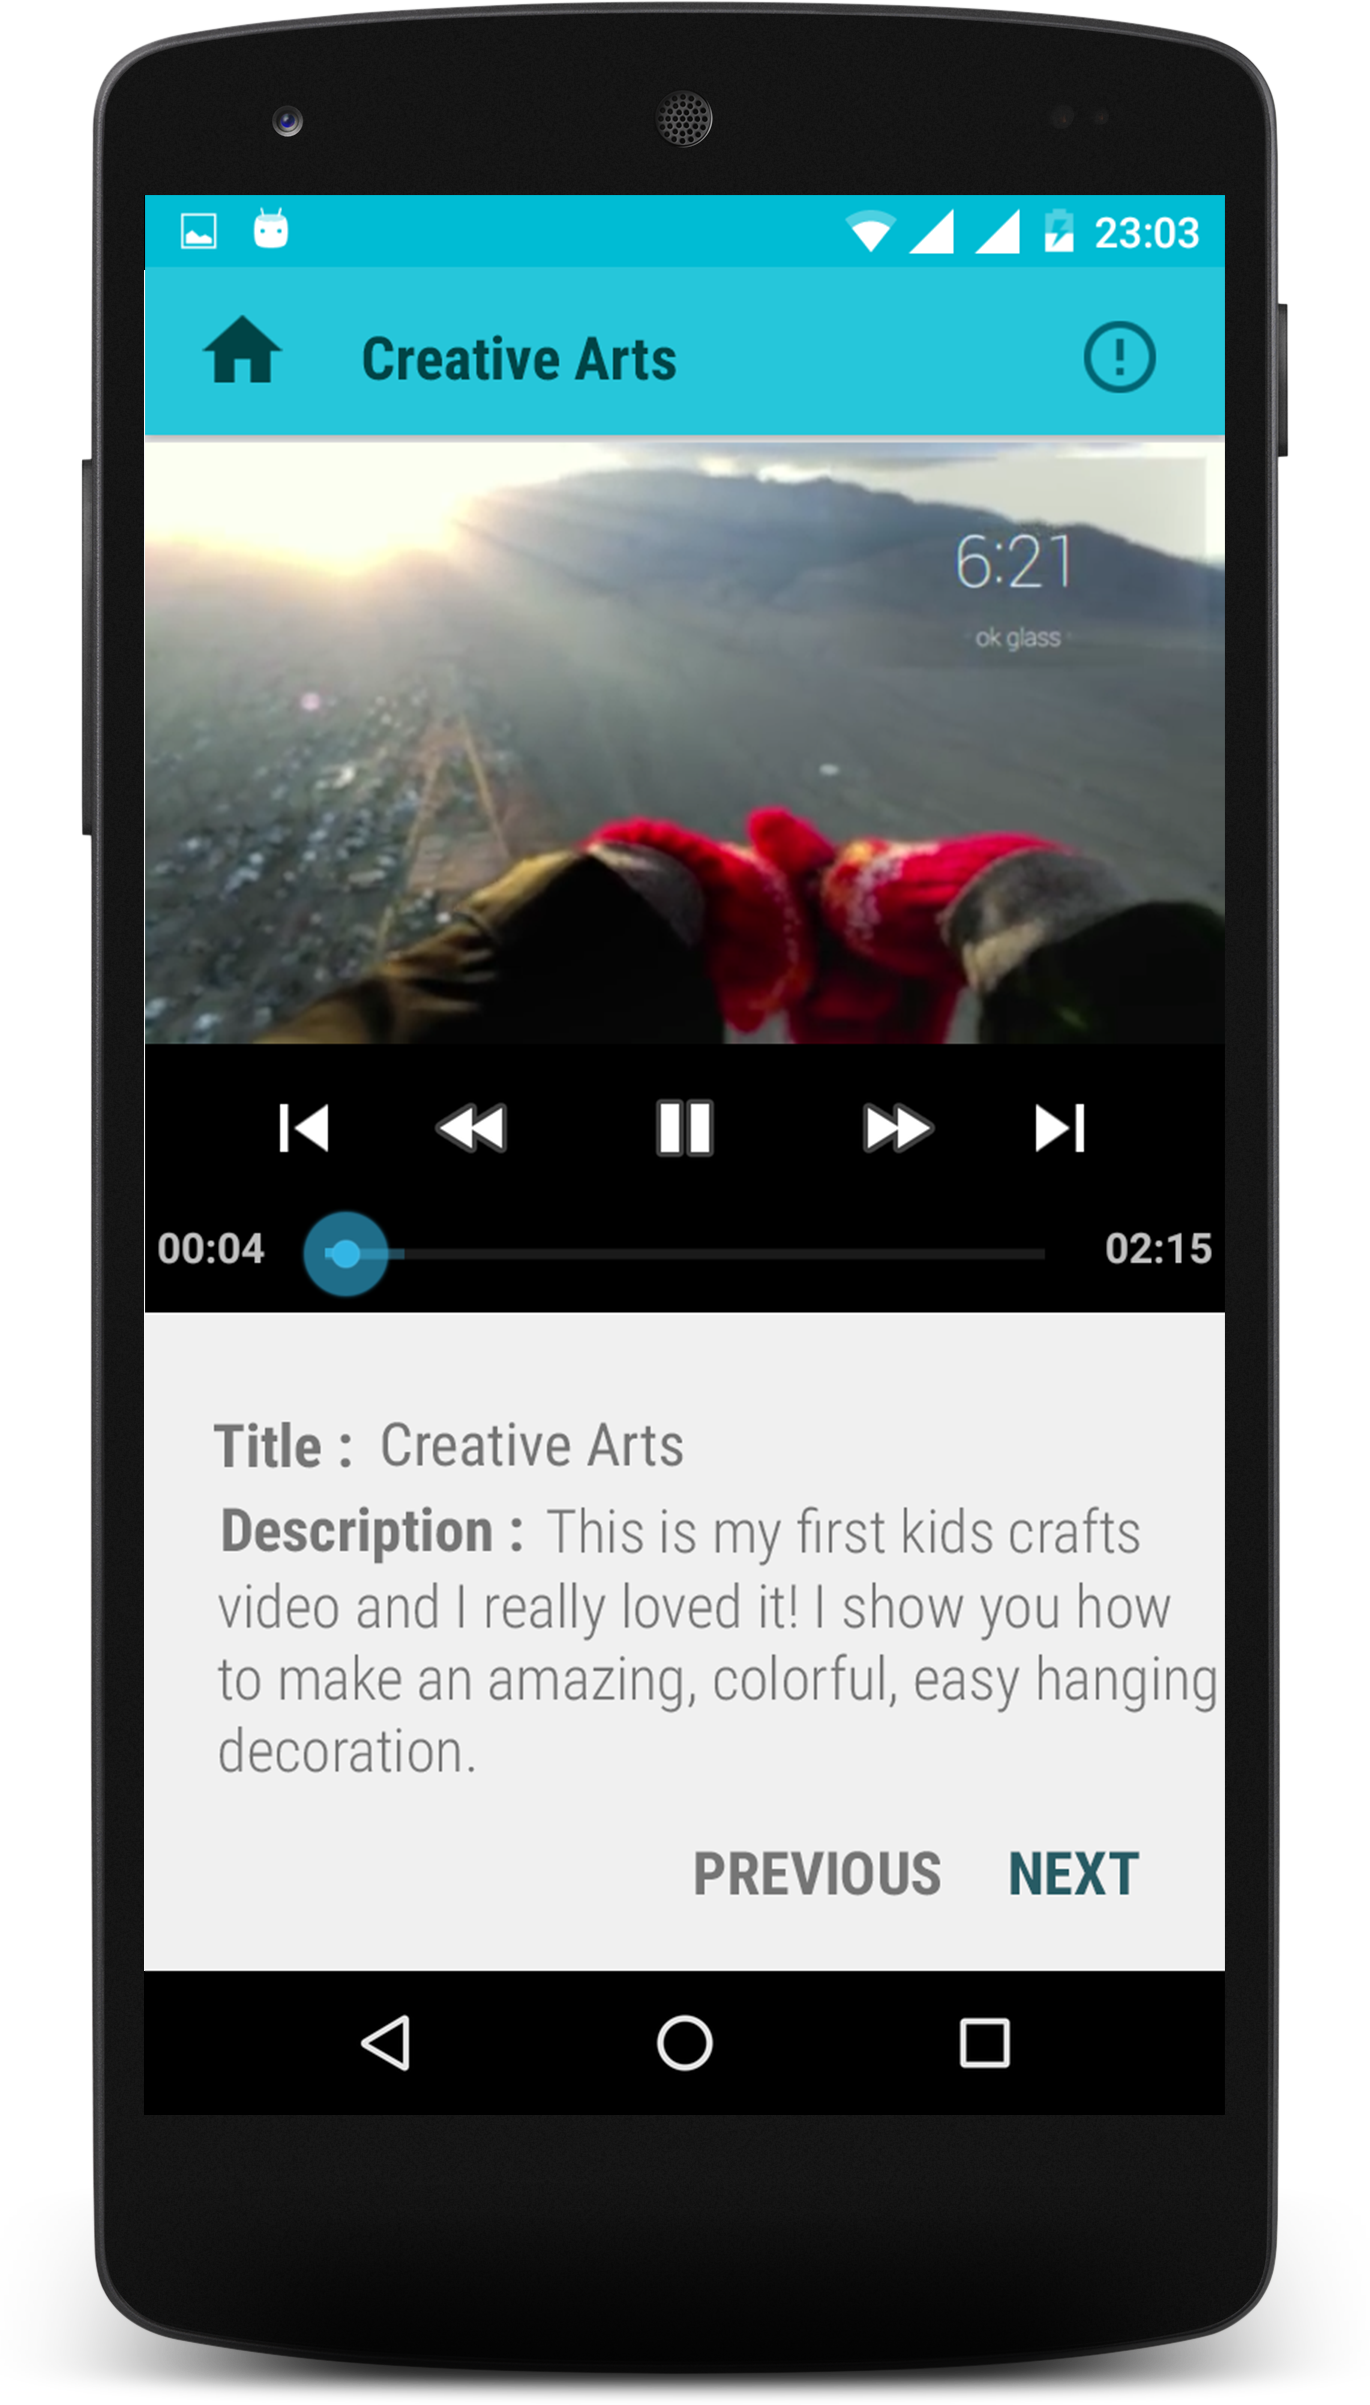 23:03
Creative Arts
6:21
ok glass
00:04
02:15
Title : Creative Arts
Description : This is my first kids crafts
video and I really loved it! I show you how
to make an amazing, colorful, easy hanging
decoration.
PREVIOUS NEXT